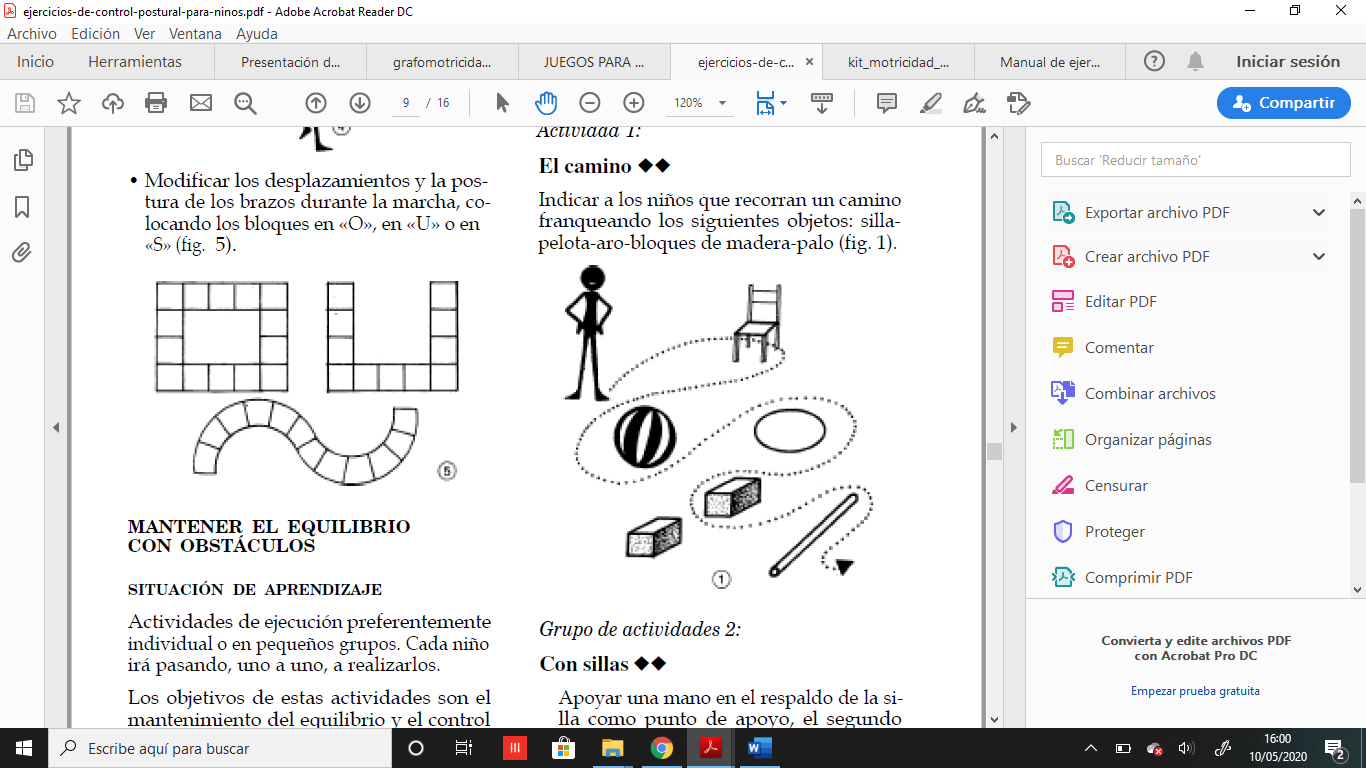 ejercicios-de-control-postural-para-ninos.pdf - Adobe Acrobat Reader DC
Archivo Edición Ver Ventana Ayuda
Inicio Herramientas Presentación d... grafomotricida... JUEGOS PARA ... ejercicios-de-c... × kit_motricidad_... Manual de ejer... Iniciar sesión
9 / 16 120% Compartir
4
• Modificar los desplazamientos y la pos-
tura de los brazos durante la marcha, co-
locando los bloques en «O», en «U» o en
«S» (fig. 5).
5
MANTENER EL EQUILIBRIO
CON OBSTÁCULOS
SITUACIÓN DE APRENDIZAJE
Actividades de ejecución preferentemente
individual o en pequeños grupos. Cada niño
irá pasando, uno a uno, a realizarlos.
Los objetivos de estas actividades son el
mantenimiento del equilibrio y el control
Actividad 1:
El camino ◆◆
Indicar a los niños que recorran un camino
franqueando los siguientes objetos: silla-
pelota-aro-bloques de madera-palo (fig. 1).
1
Grupo de actividades 2:
Con sillas ◆◆
Apoyar una mano en el respaldo de la si-
lla como punto de apoyo, el segundo
Buscar 'Reducir tamaño'
Exportar archivo PDF
Crear archivo PDF
Editar PDF
Comentar
Combinar archivos
Organizar páginas
Censurar
Proteger
Comprimir PDF
Convierta y edite archivos PDF
con Acrobat Pro DC
Empezar prueba gratuita
Escribe aquí para buscar
16:00
10/05/2020
2